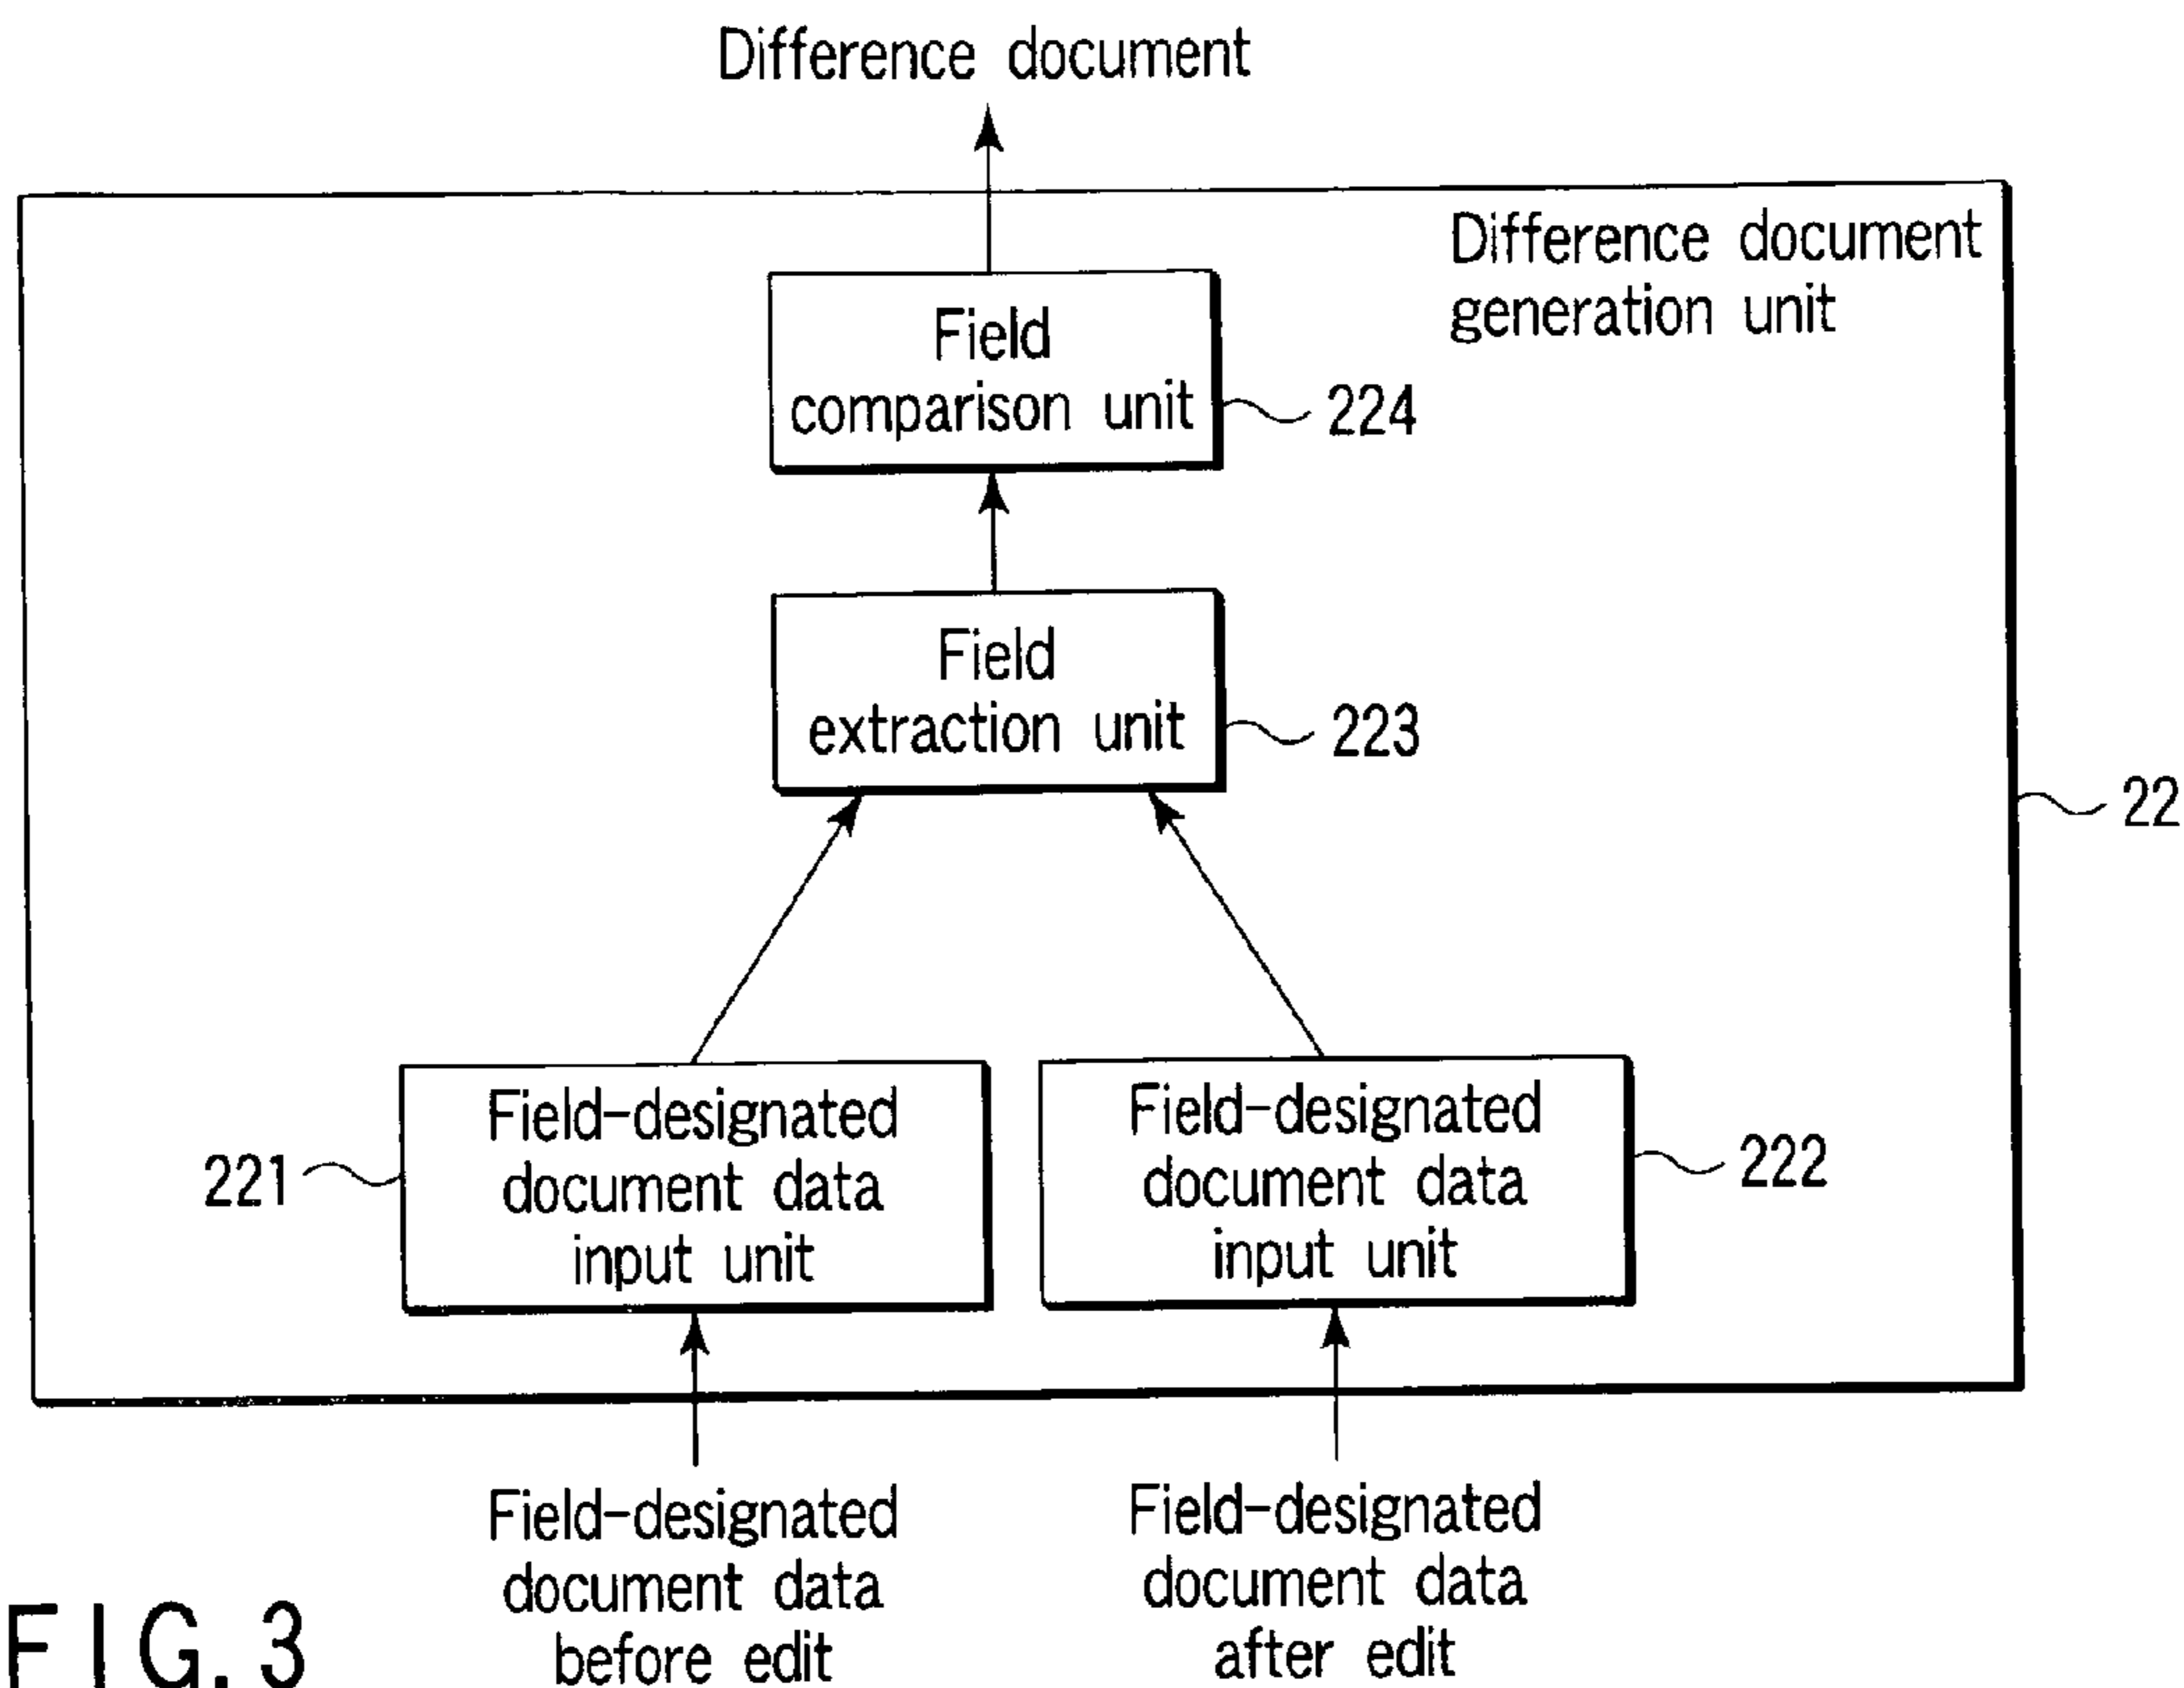 Difference document
Difference document
generation unit
Field
comparison unit
224
Field
extraction unit
223
22
Field-designated
document data
input unit
221
Field-designated
document data
input unit
222
Field-designated
document data
before edit
Field-designated
document data
after edit
FIG. 3